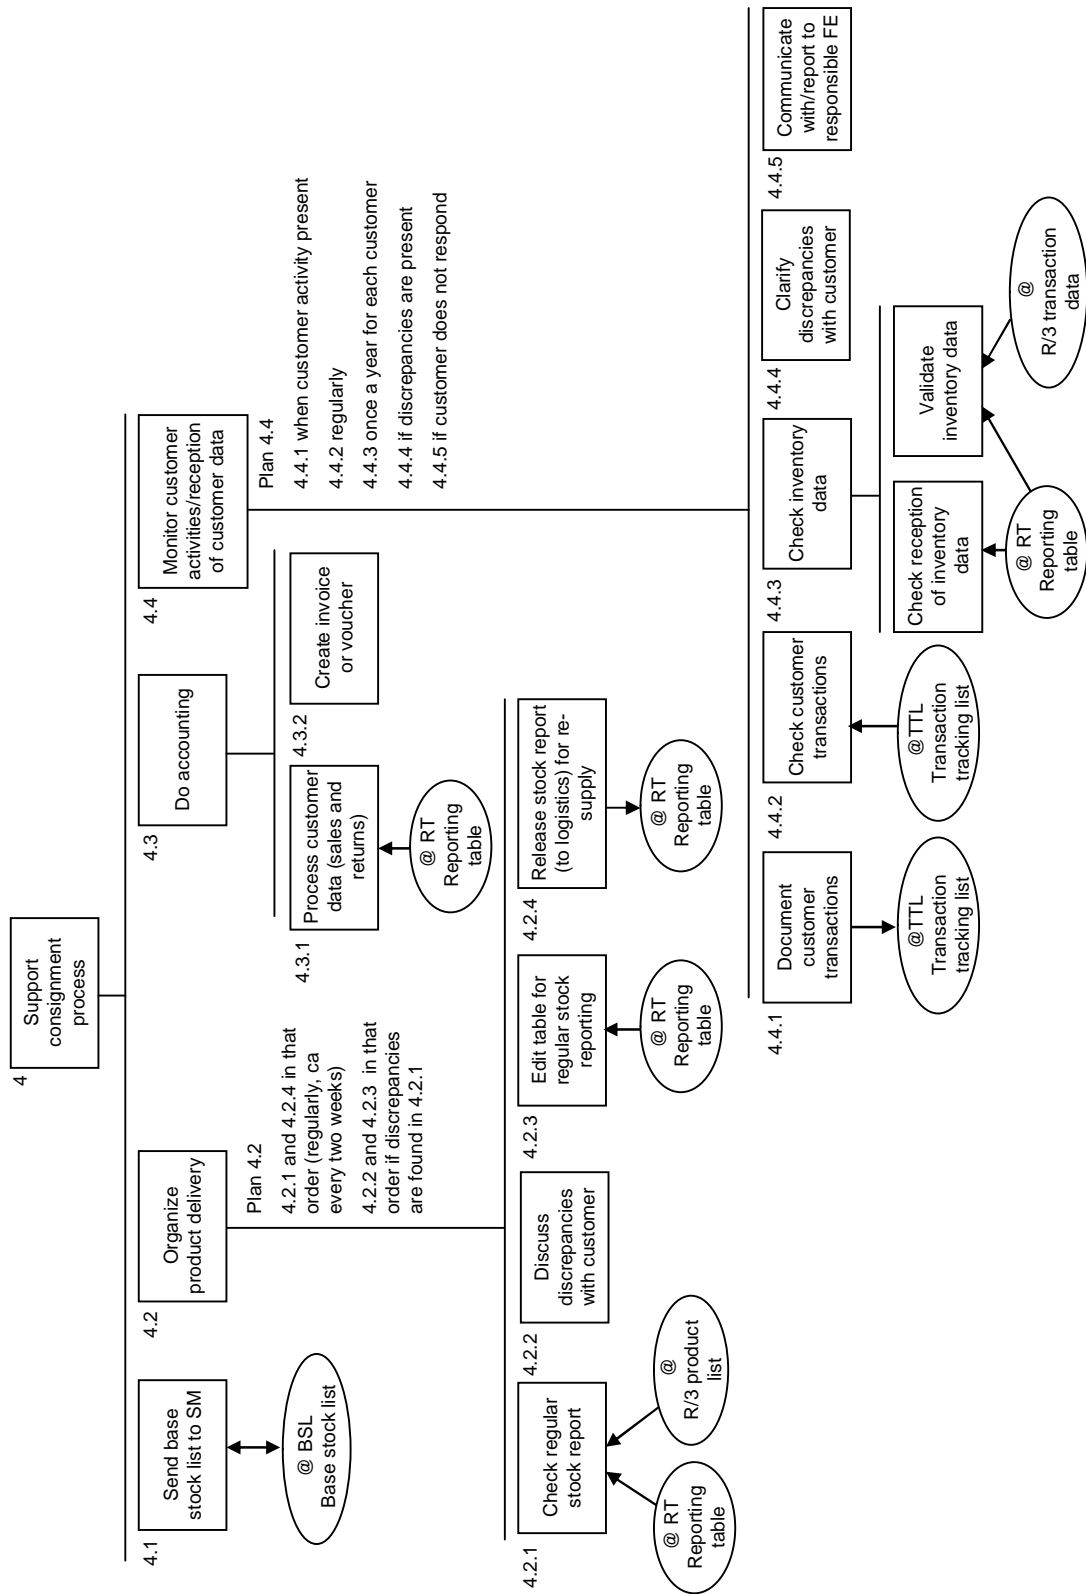 4
Support
consignment
process
4.1
Send base
stock list to SM
@ BSL
Base stock list
4.2
Organize
product delivery
Plan 4.2
4.2.1 and 4.2.4 in that
order (regularly, ca
every two weeks)
4.2.2 and 4.2.3 in that
order if discrepancies
are found in 4.2.1
4.3
Do accounting
4.3.1
Process customer
data (sales and
returns)
@ RT
Reporting
table
4.3.2
Create invoice
or voucher
4.4
Monitor customer
activities/reception
of customer data
Plan 4.4
4.4.1 when customer activity present
4.4.2 regularly
4.4.3 once a year for each customer
4.4.4 if discrepancies are present
4.4.5 if customer does not respond
4.2.1
Check regular
stock report
@ RT
Reporting
table
@
R/3 product
list
4.2.2
Discuss
discrepancies
with customer
4.2.3
Edit table for
regular stock
reporting
@ RT
Reporting
table
4.2.4
Release stock report
(to logistics) for re-
supply
@ RT
Reporting
table
4.4.1
Document
customer
transactions
@TTL
Transaction
tracking list
4.4.2
Check customer
transactions
@TTL
Transaction
tracking list
4.4.3
Check inventory
data
Check reception
of inventory
data
@ RT
Reporting
table
Validate
inventory data
@
R/3 transaction
data
4.4.4
Clarify
discrepancies
with customer
4.4.5
Communicate
with/report to
responsible FE